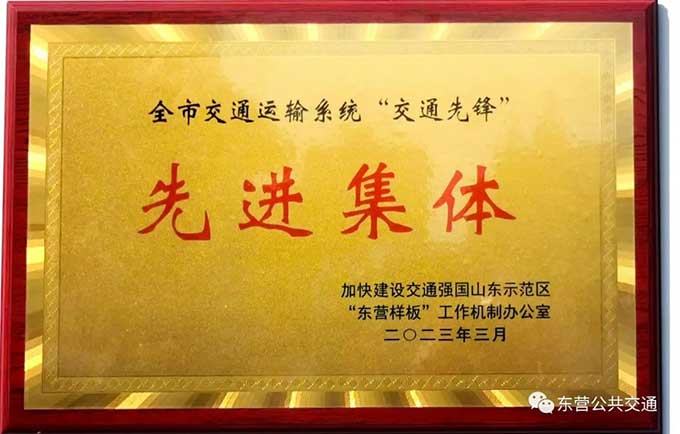 全市交通运输系统“交通先锋”
先进集体
加快建设交通强国山东示范区
“东营样板”工作机制办公室
二〇二三年三月
东营公共交通